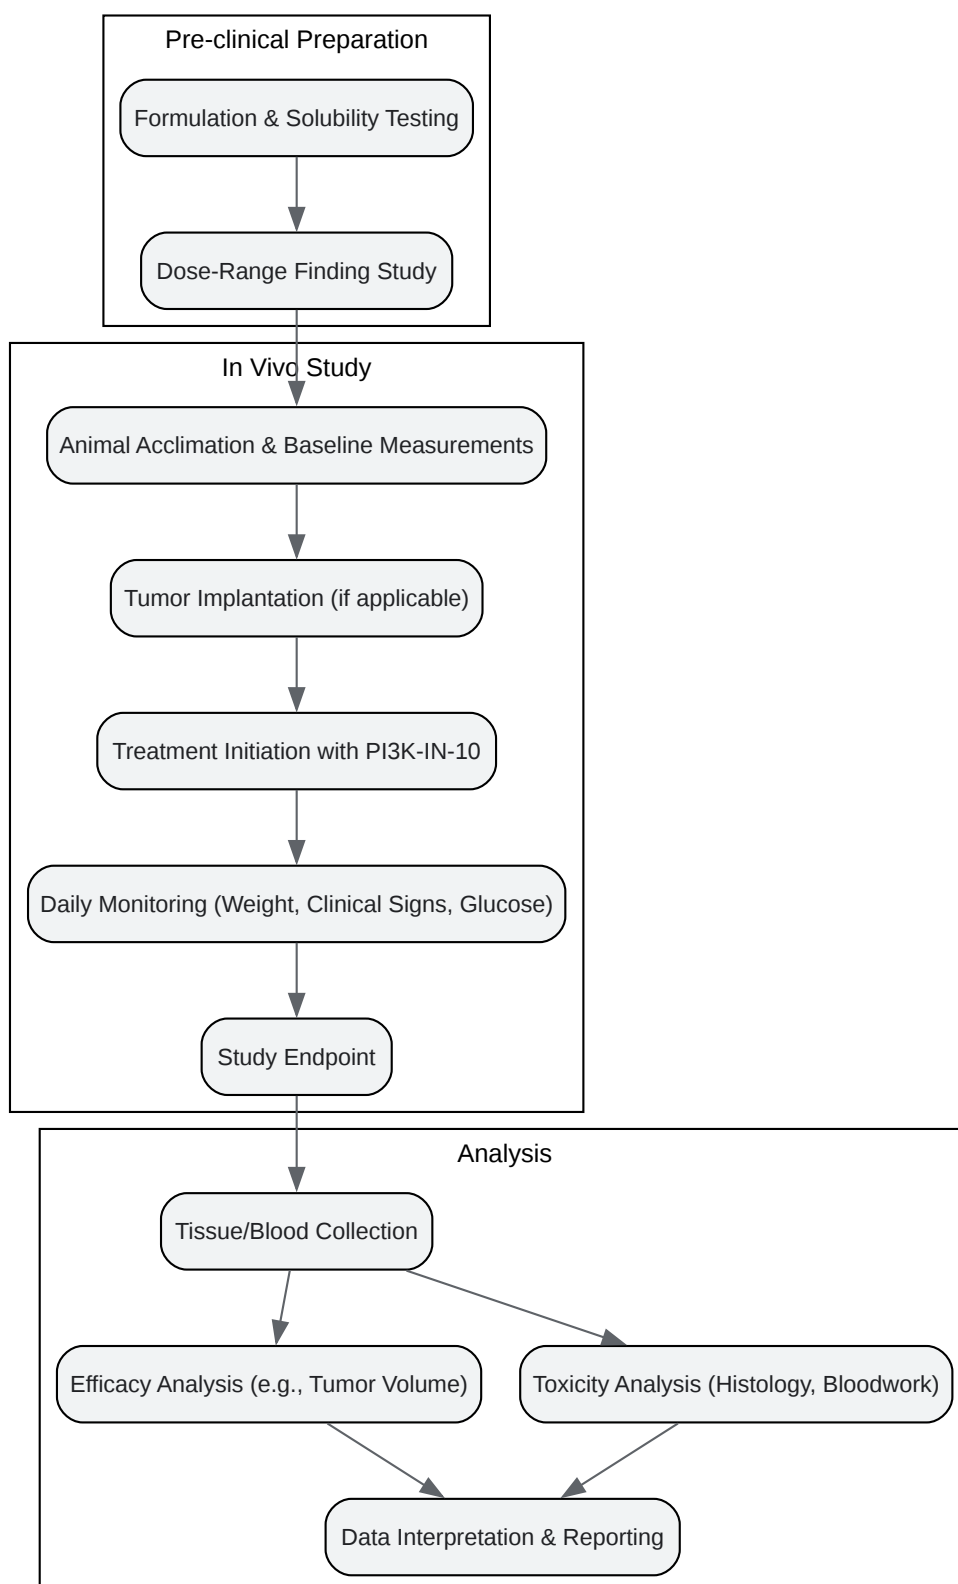 Pre-clinical Preparation
Formulation & Solubility Testing
Dose-Range Finding Study
In Vivo Study
Animal Acclimation & Baseline Measurements
Tumor Implantation (if applicable)
Treatment Initiation with PI3K-IN-10
Daily Monitoring (Weight, Clinical Signs, Glucose)
Study Endpoint
Analysis
Tissue/Blood Collection
Efficacy Analysis (e.g., Tumor Volume)
Toxicity Analysis (Histology, Bloodwork)
Data Interpretation & Reporting